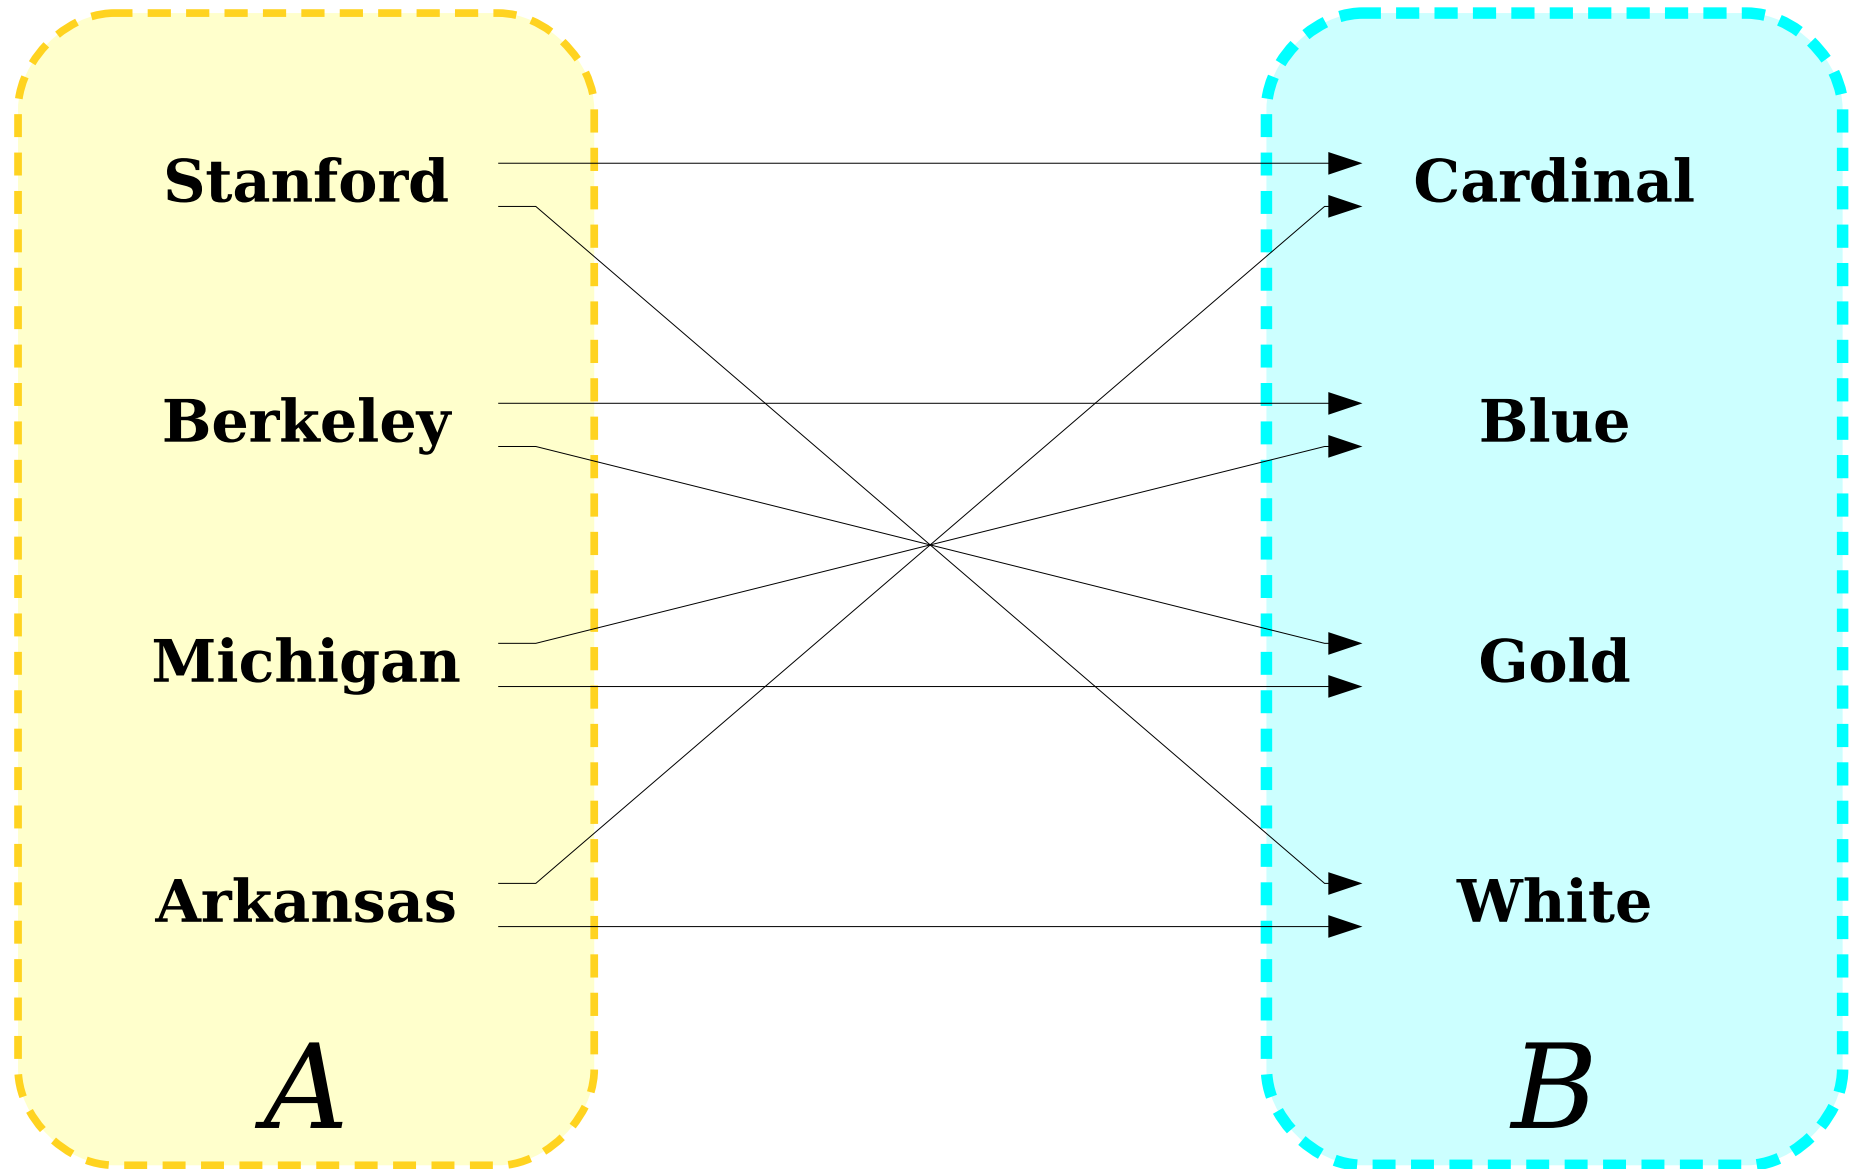 Stanford
Cardinal
Berkeley
Blue
Michigan
Gold
Arkansas
White
A
B